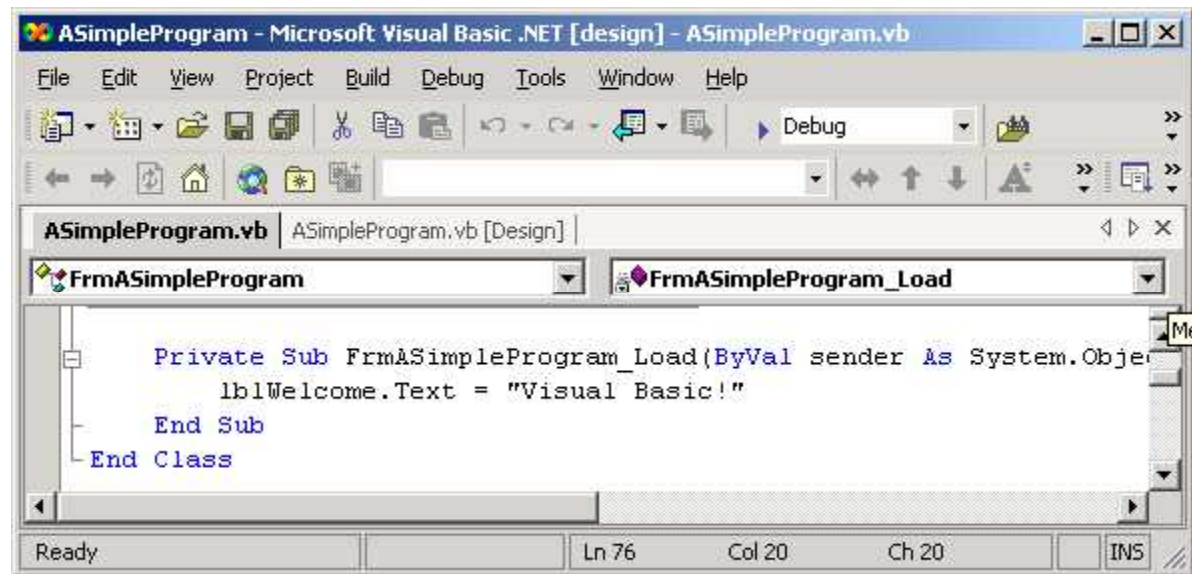 ASimpleProgram - Microsoft Visual Basic .NET [design] - ASimpleProgram.vb
File Edit View Project Build Debug Tools Window Help
Debug
ASimpleProgram.vb ASimpleProgram.vb [Design]
FrmASimpleProgram FrmASimpleProgram_Load
Me
Private Sub FrmASimpleProgram_Load(ByVal sender As System.Objec
lblWelcome.Text = "Visual Basic!"
End Sub
End Class
Ready Ln 76 Col 20 Ch 20 INS